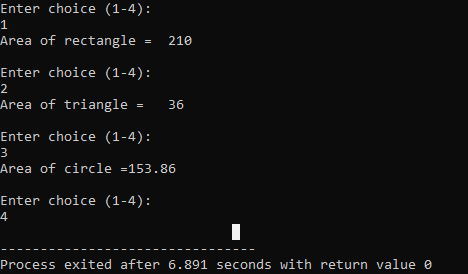 Enter choice (1-4):
1
Area of rectangle =  210
Enter choice (1-4):
2
Area of triangle =   36
Enter choice (1-4):
3
Area of circle =153.86
Enter choice (1-4):
4
--------------------------------
Process exited after 6.891 seconds with return value 0